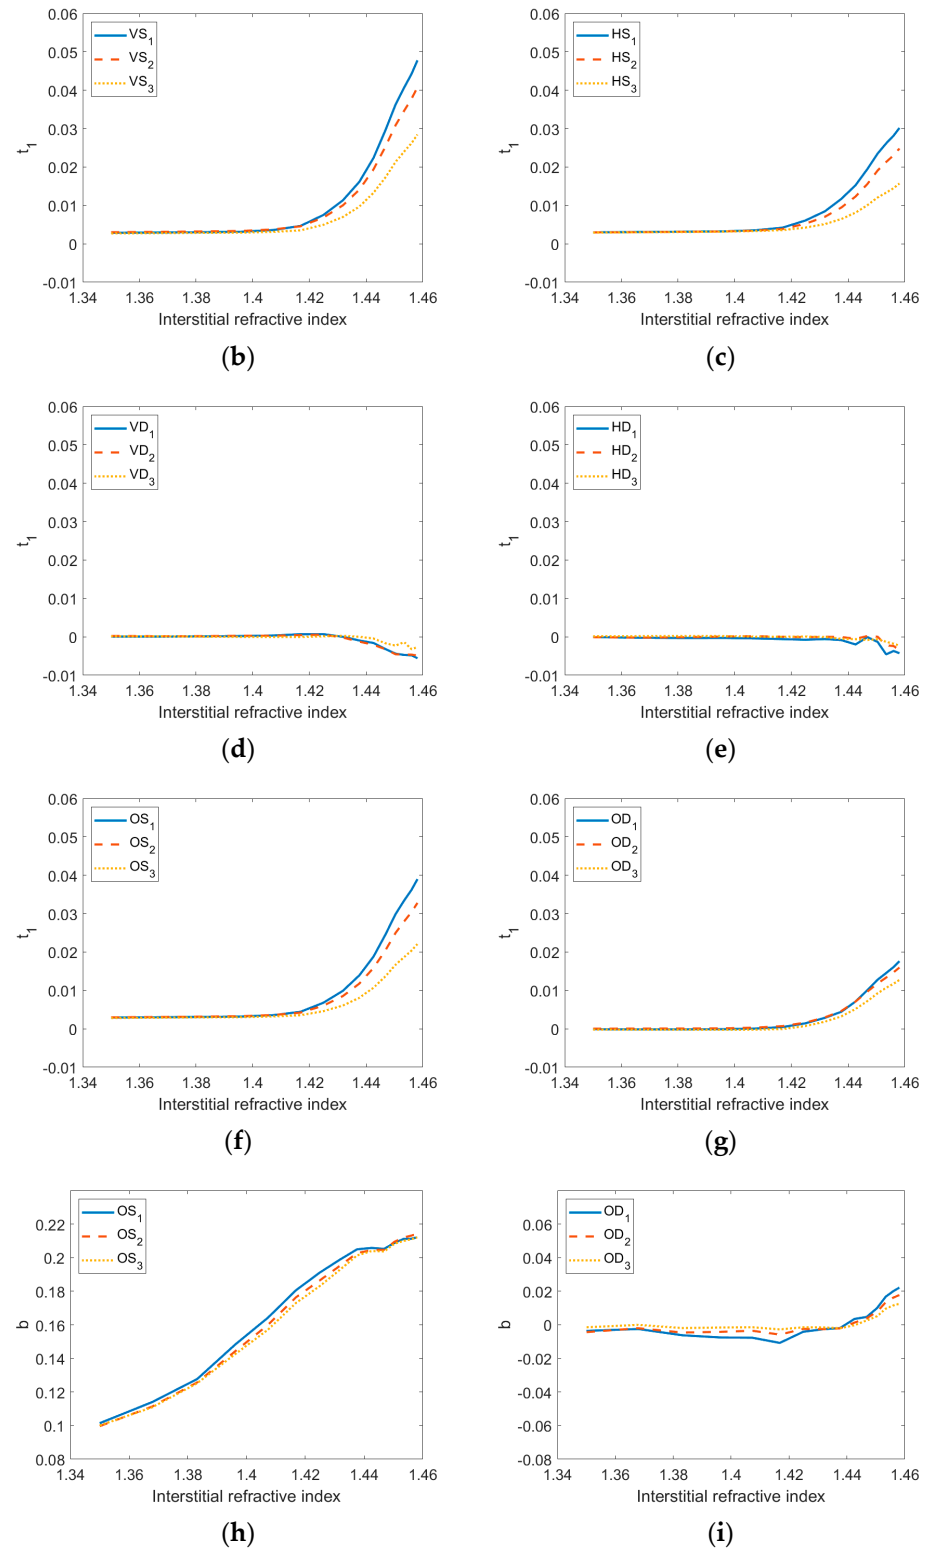 0.06
0.05
0.04
0.03
0.02
0.01
0
-0.01
t1
VS1
VS2
VS3
1.34 1.36 1.38 1.4 1.42 1.44 1.46
Interstitial refractive index
(b)
0.06
0.05
0.04
0.03
0.02
0.01
0
-0.01
t1
HS1
HS2
HS3
1.34 1.36 1.38 1.4 1.42 1.44 1.46
Interstitial refractive index
(c)
0.06
0.05
0.04
0.03
0.02
0.01
0
-0.01
t1
VD1
VD2
VD3
1.34 1.36 1.38 1.4 1.42 1.44 1.46
Interstitial refractive index
(d)
0.06
0.05
0.04
0.03
0.02
0.01
0
-0.01
t1
HD1
HD2
HD3
1.34 1.36 1.38 1.4 1.42 1.44 1.46
Interstitial refractive index
(e)
0.06
0.05
0.04
0.03
0.02
0.01
0
-0.01
t1
OS1
OS2
OS3
1.34 1.36 1.38 1.4 1.42 1.44 1.46
Interstitial refractive index
(f)
0.06
0.05
0.04
0.03
0.02
0.01
0
-0.01
t1
OD1
OD2
OD3
1.34 1.36 1.38 1.4 1.42 1.44 1.46
Interstitial refractive index
(g)
0.22
0.2
0.18
0.16
0.14
0.12
0.1
0.08
b
OS1
OS2
OS3
1.34 1.36 1.38 1.4 1.42 1.44 1.46
Interstitial refractive index
(h)
0.06
0.04
0.02
0
-0.02
-0.04
-0.06
-0.08
b
OD1
OD2
OD3
1.34 1.36 1.38 1.4 1.42 1.44 1.46
Interstitial refractive index
(i)